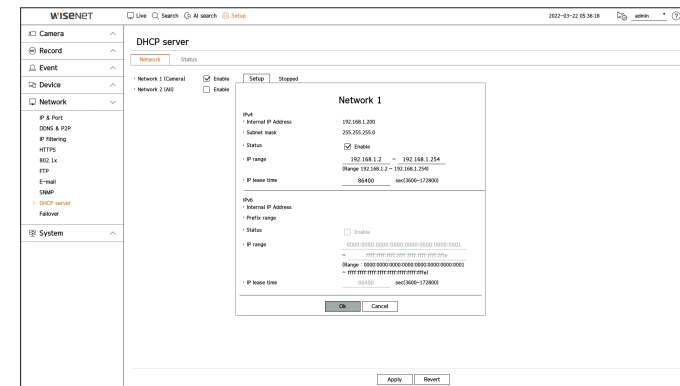 WISENET
Live Search AI search Setup
2022-03-22 05:36:18 admin ?
Camera
Record
Event
Device
Network
IP & Port
DDNS & P2P
IP filtering
HTTPS
802.1x
FTP
E-mail
SNMP
> DHCP server
Failover
System
DHCP server
Network Status
Network 1 (Camera) Enable Setup Stopped
Network 2 (All) Enable
Network 1
IPv4
Internal IP Address 192.168.1.200
Subnet mask 255.255.255.0
Status Enable
IP range 192.168.1.2 ~ 192.168.1.254
(Range 192.168.1.2 ~ 192.168.1.254)
IP lease time 86400 sec(3600~172800)
IPv6
Internal IP Address
Prefix range
Status Enable
IP range 0000:0000:0000:0000:0000:0000:0000:0001
~ ffff:ffff:ffff:ffff:ffff:ffff:ffff:fffe
(Range : 0000:0000:0000:0000:0000:0000:0000:0001
~ ffff:ffff:ffff:ffff:ffff:ffff:ffff:fffe)
IP lease time 86400 sec(3600~172800)
Ok Cancel
Apply Revert